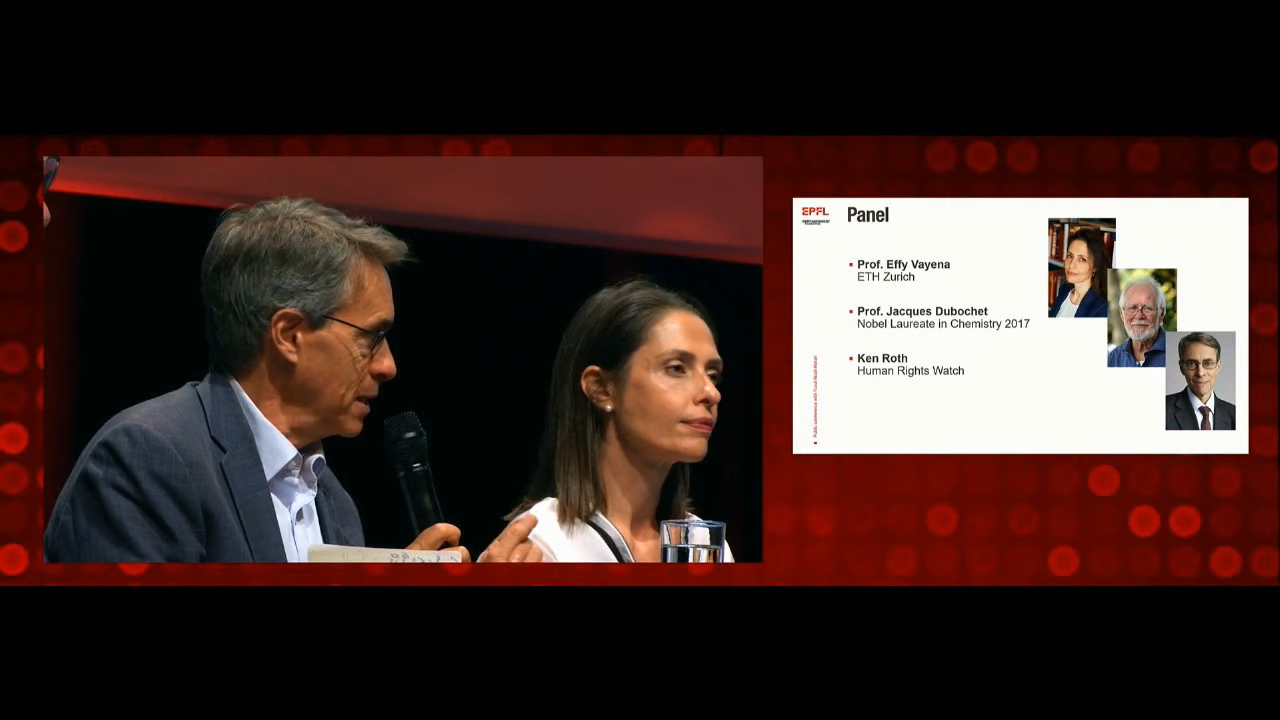 EPFL
Panel
Prof. Effy Vayena
ETH Zurich
Prof. Jacques Dubochet
Nobel Laureate in Chemistry 2017
Ken Roth
Human Rights Watch